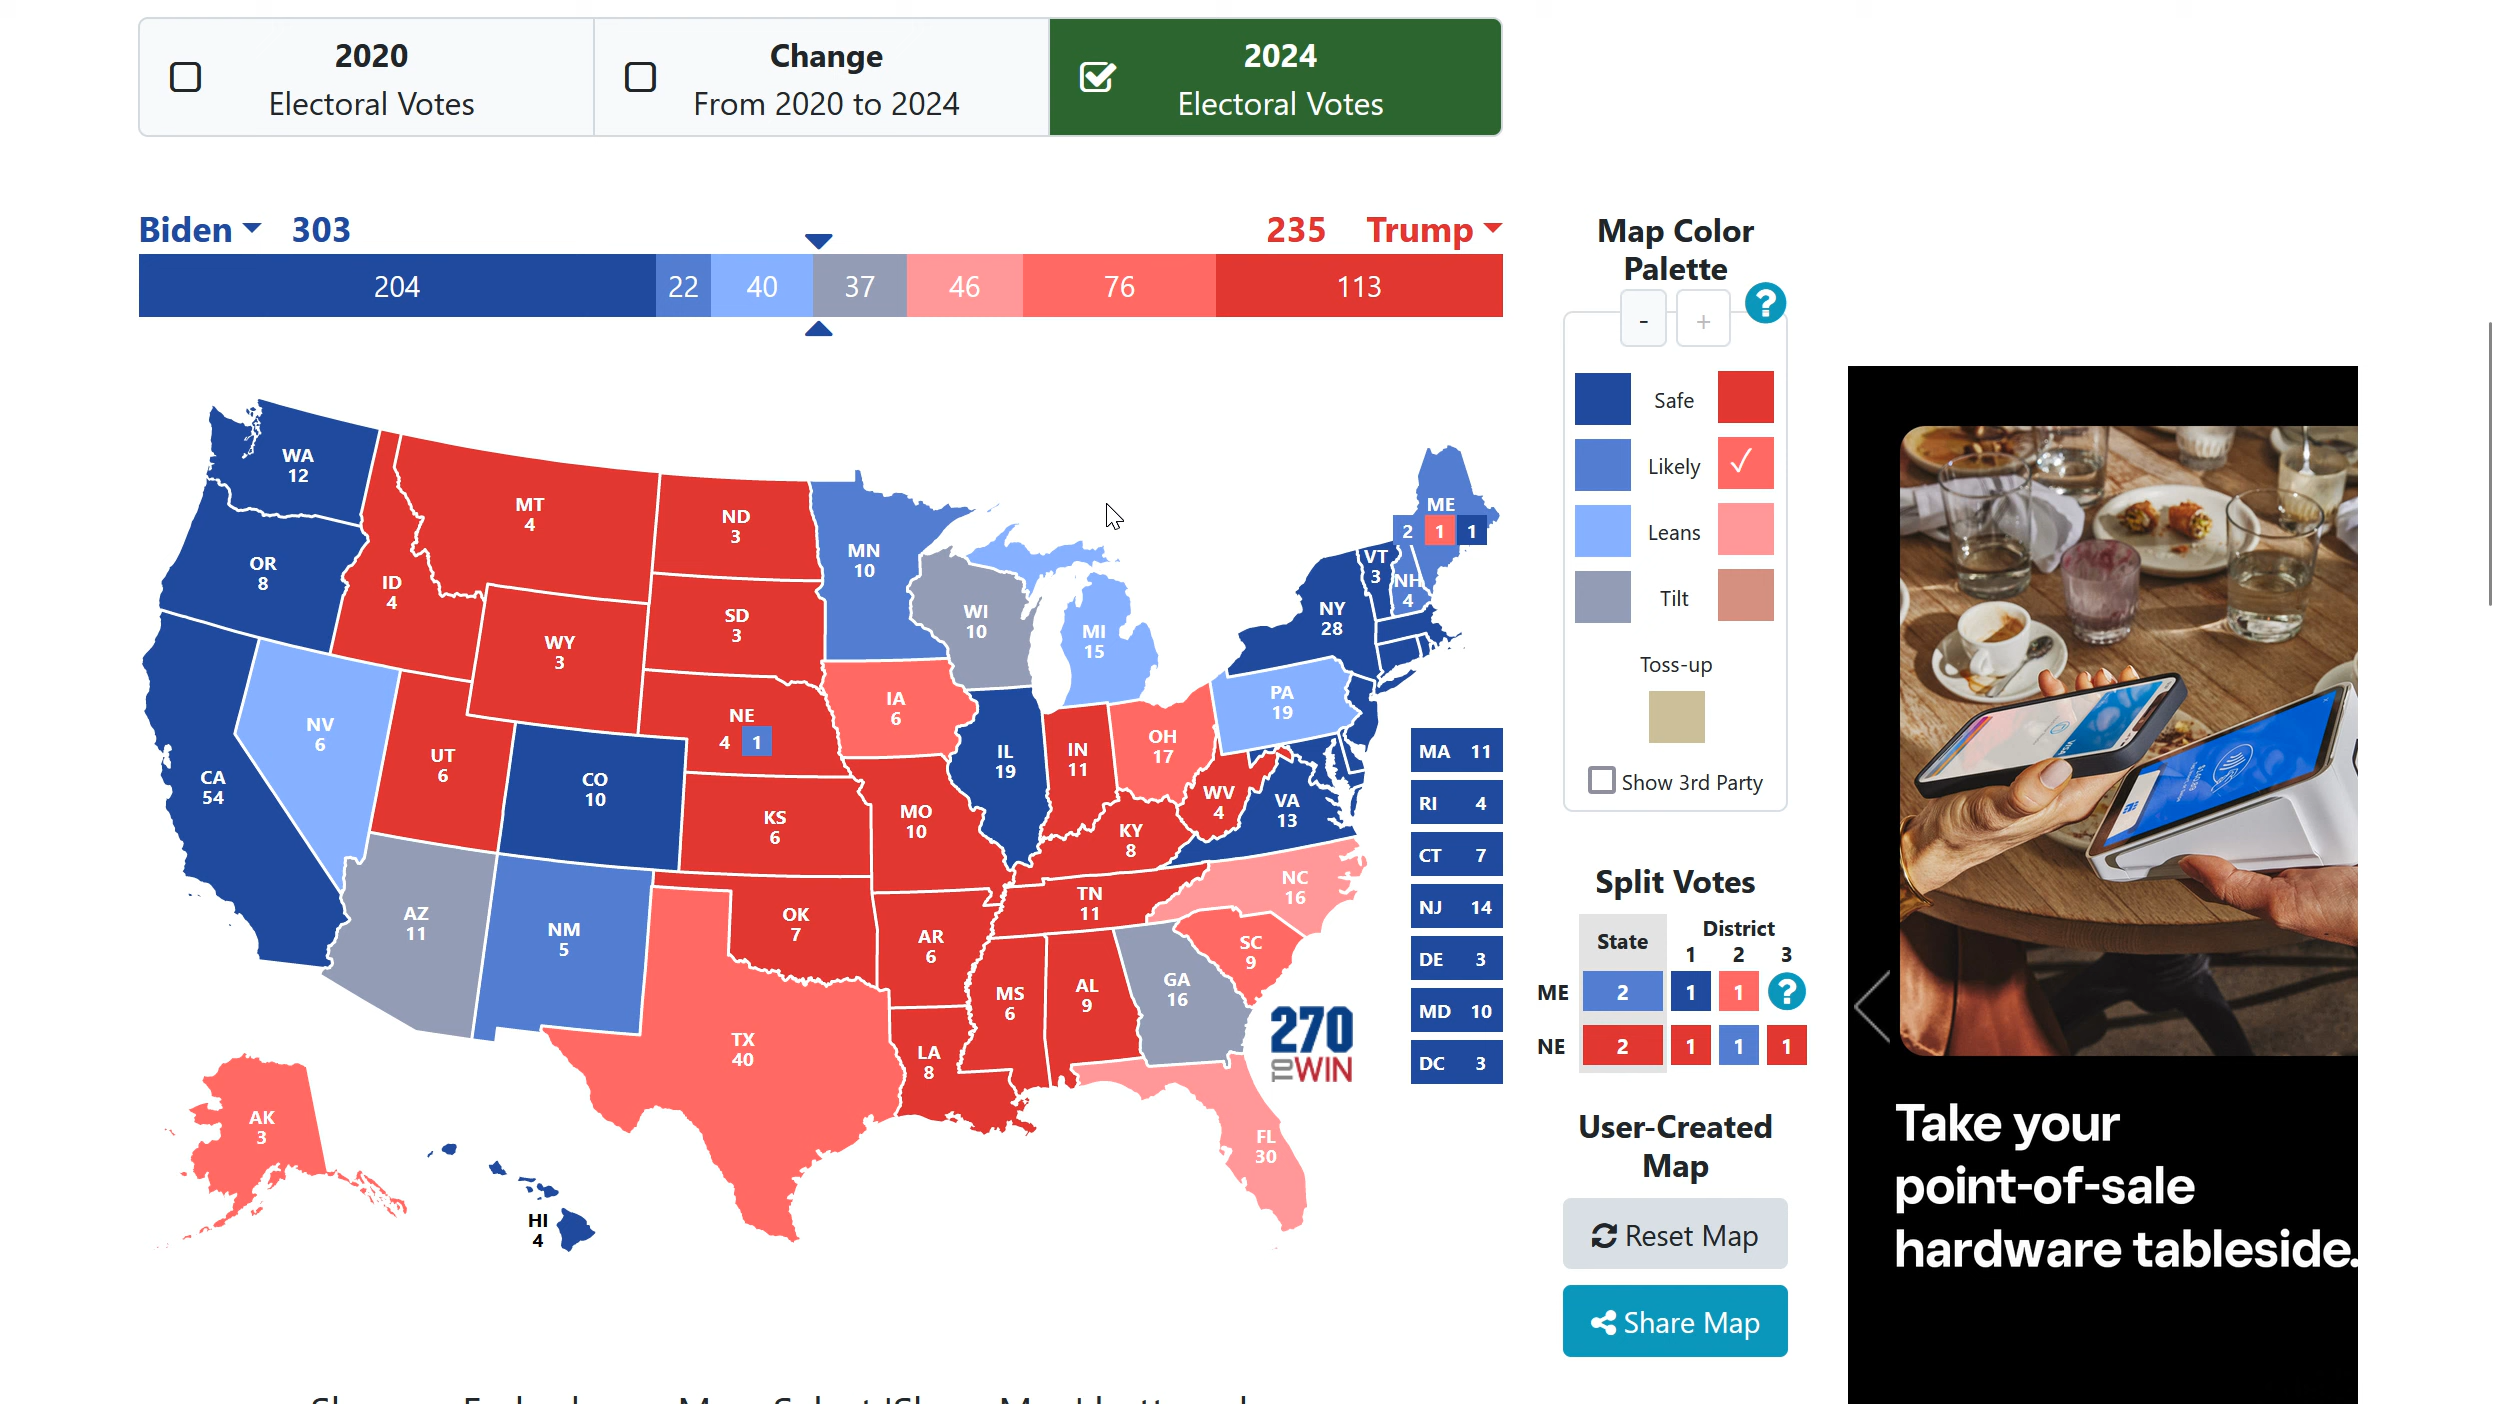 2020
Electoral Votes
Change
From 2020 to 2024
2024
Electoral Votes
Biden 303
235 Trump
204 22 40 37 46 76 113
Map Color
Palette
- +
?
Safe
Likely
Leans
Tilt
Toss-up
Show 3rd Party
WA
12
OR
8
CA
54
NV
6
ID
4
MT
4
WY
3
UT
6
CO
10
AZ
11
NM
5
ND
3
SD
3
NE
4 1
KS
6
OK
7
TX
40
MN
10
IA
6
MO
10
AR
6
LA
8
WI
10
IL
19
MI
15
IN
11
OH
17
KY
8
TN
11
MS
6
AL
9
GA
16
FL
30
SC
9
NC
16
VA
13
WV
4
PA
19
NY
28
VT
3
NH
4
ME
2 1 1
AK
3
HI
4
MA 11
RI 4
CT 7
NJ 14
DE 3
MD 10
DC 3
270
TO WIN
Split Votes
State District
1 2 3
ME 2 1 1 ?
NE 2 1 1 1
User-Created
Map
Reset Map
Share Map
Take your
point-of-sale
hardware tableside.